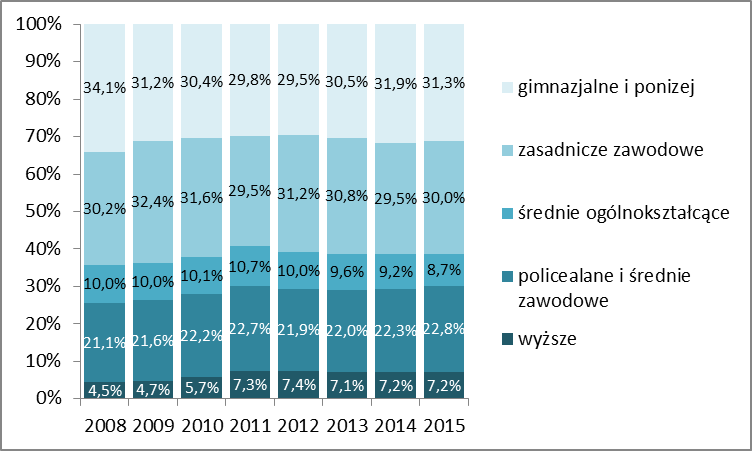 100%
90%
80%
70%
60%
50%
40%
30%
20%
10%
0%
34,1% 31,2% 30,4% 29,8% 29,5% 30,5% 31,9% 31,3%
30,2% 32,4% 31,6% 29,5% 31,2% 30,8% 29,5% 30,0%
10,0% 10,0% 10,1% 10,7% 10,0% 9,6% 9,2% 8,7%
21,1% 21,6% 22,2% 22,7% 21,9% 22,0% 22,3% 22,8%
4,5% 4,7% 5,7% 7,3% 7,4% 7,1% 7,2% 7,2%
2008 2009 2010 2011 2012 2013 2014 2015
gimnazjalne i ponizej
zasadnicze zawodowe
średnie ogólnokształcące
policealane i średnie
zawodowe
wyższe